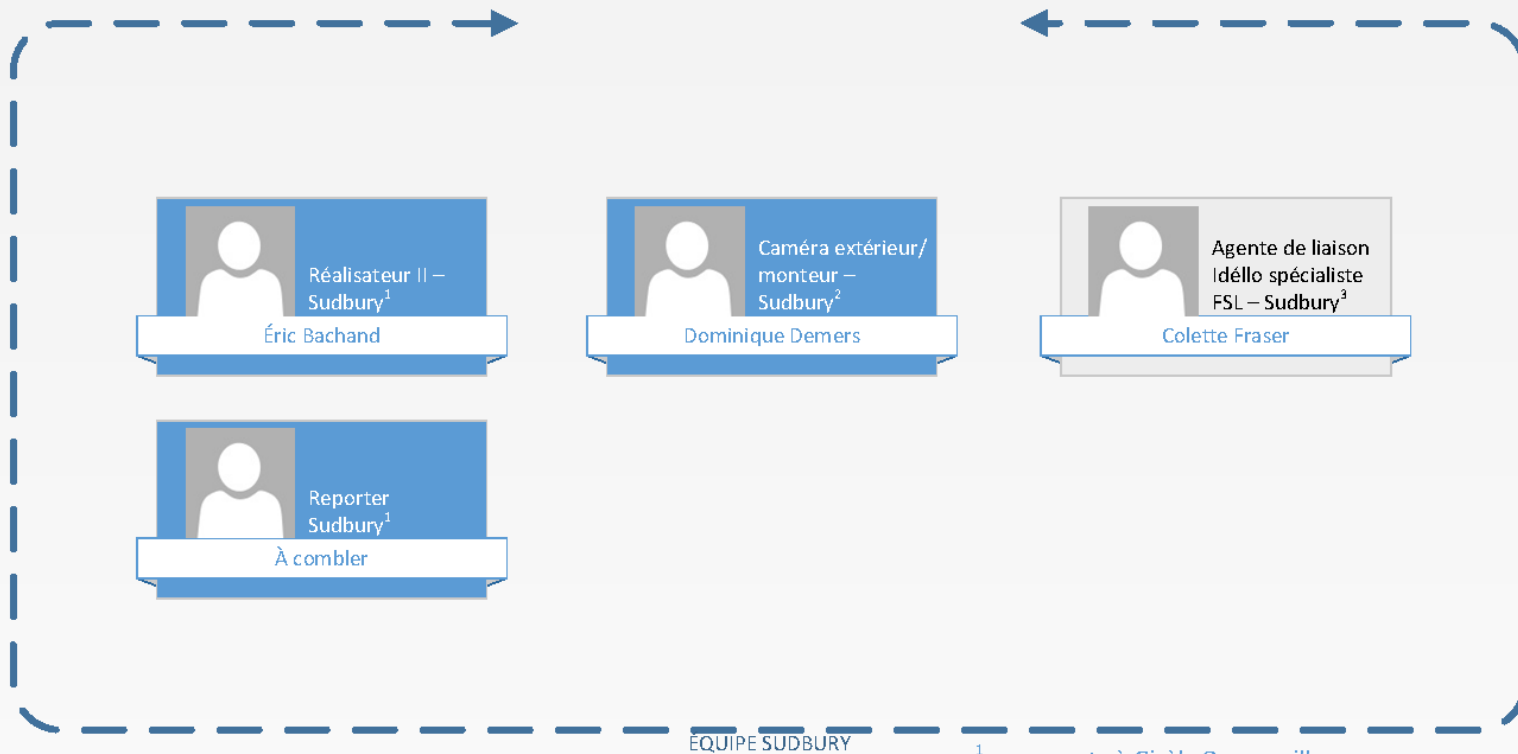 Réalisateur II –
Sudbury¹
Éric Bachand
Caméra extérieur/
monteur –
Sudbury²
Dominique Demers
Agente de liaison
Idéllo spécialiste
FSL – Sudbury³
Colette Fraser
Reporter
Sudbury¹
À combler
ÉQUIPE SUDBURY
1